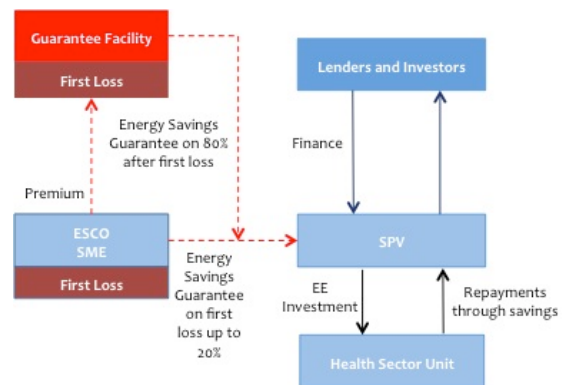 Guarantee Facility
First Loss
Lenders and Investors
Energy Savings
Guarantee on 80%
after first loss
Finance
Premium
ESCO
SME
First Loss
SPV
Energy
Savings
Guarantee
on first
loss up to
20%
EE
Investment
Repayments
through savings
Health Sector Unit